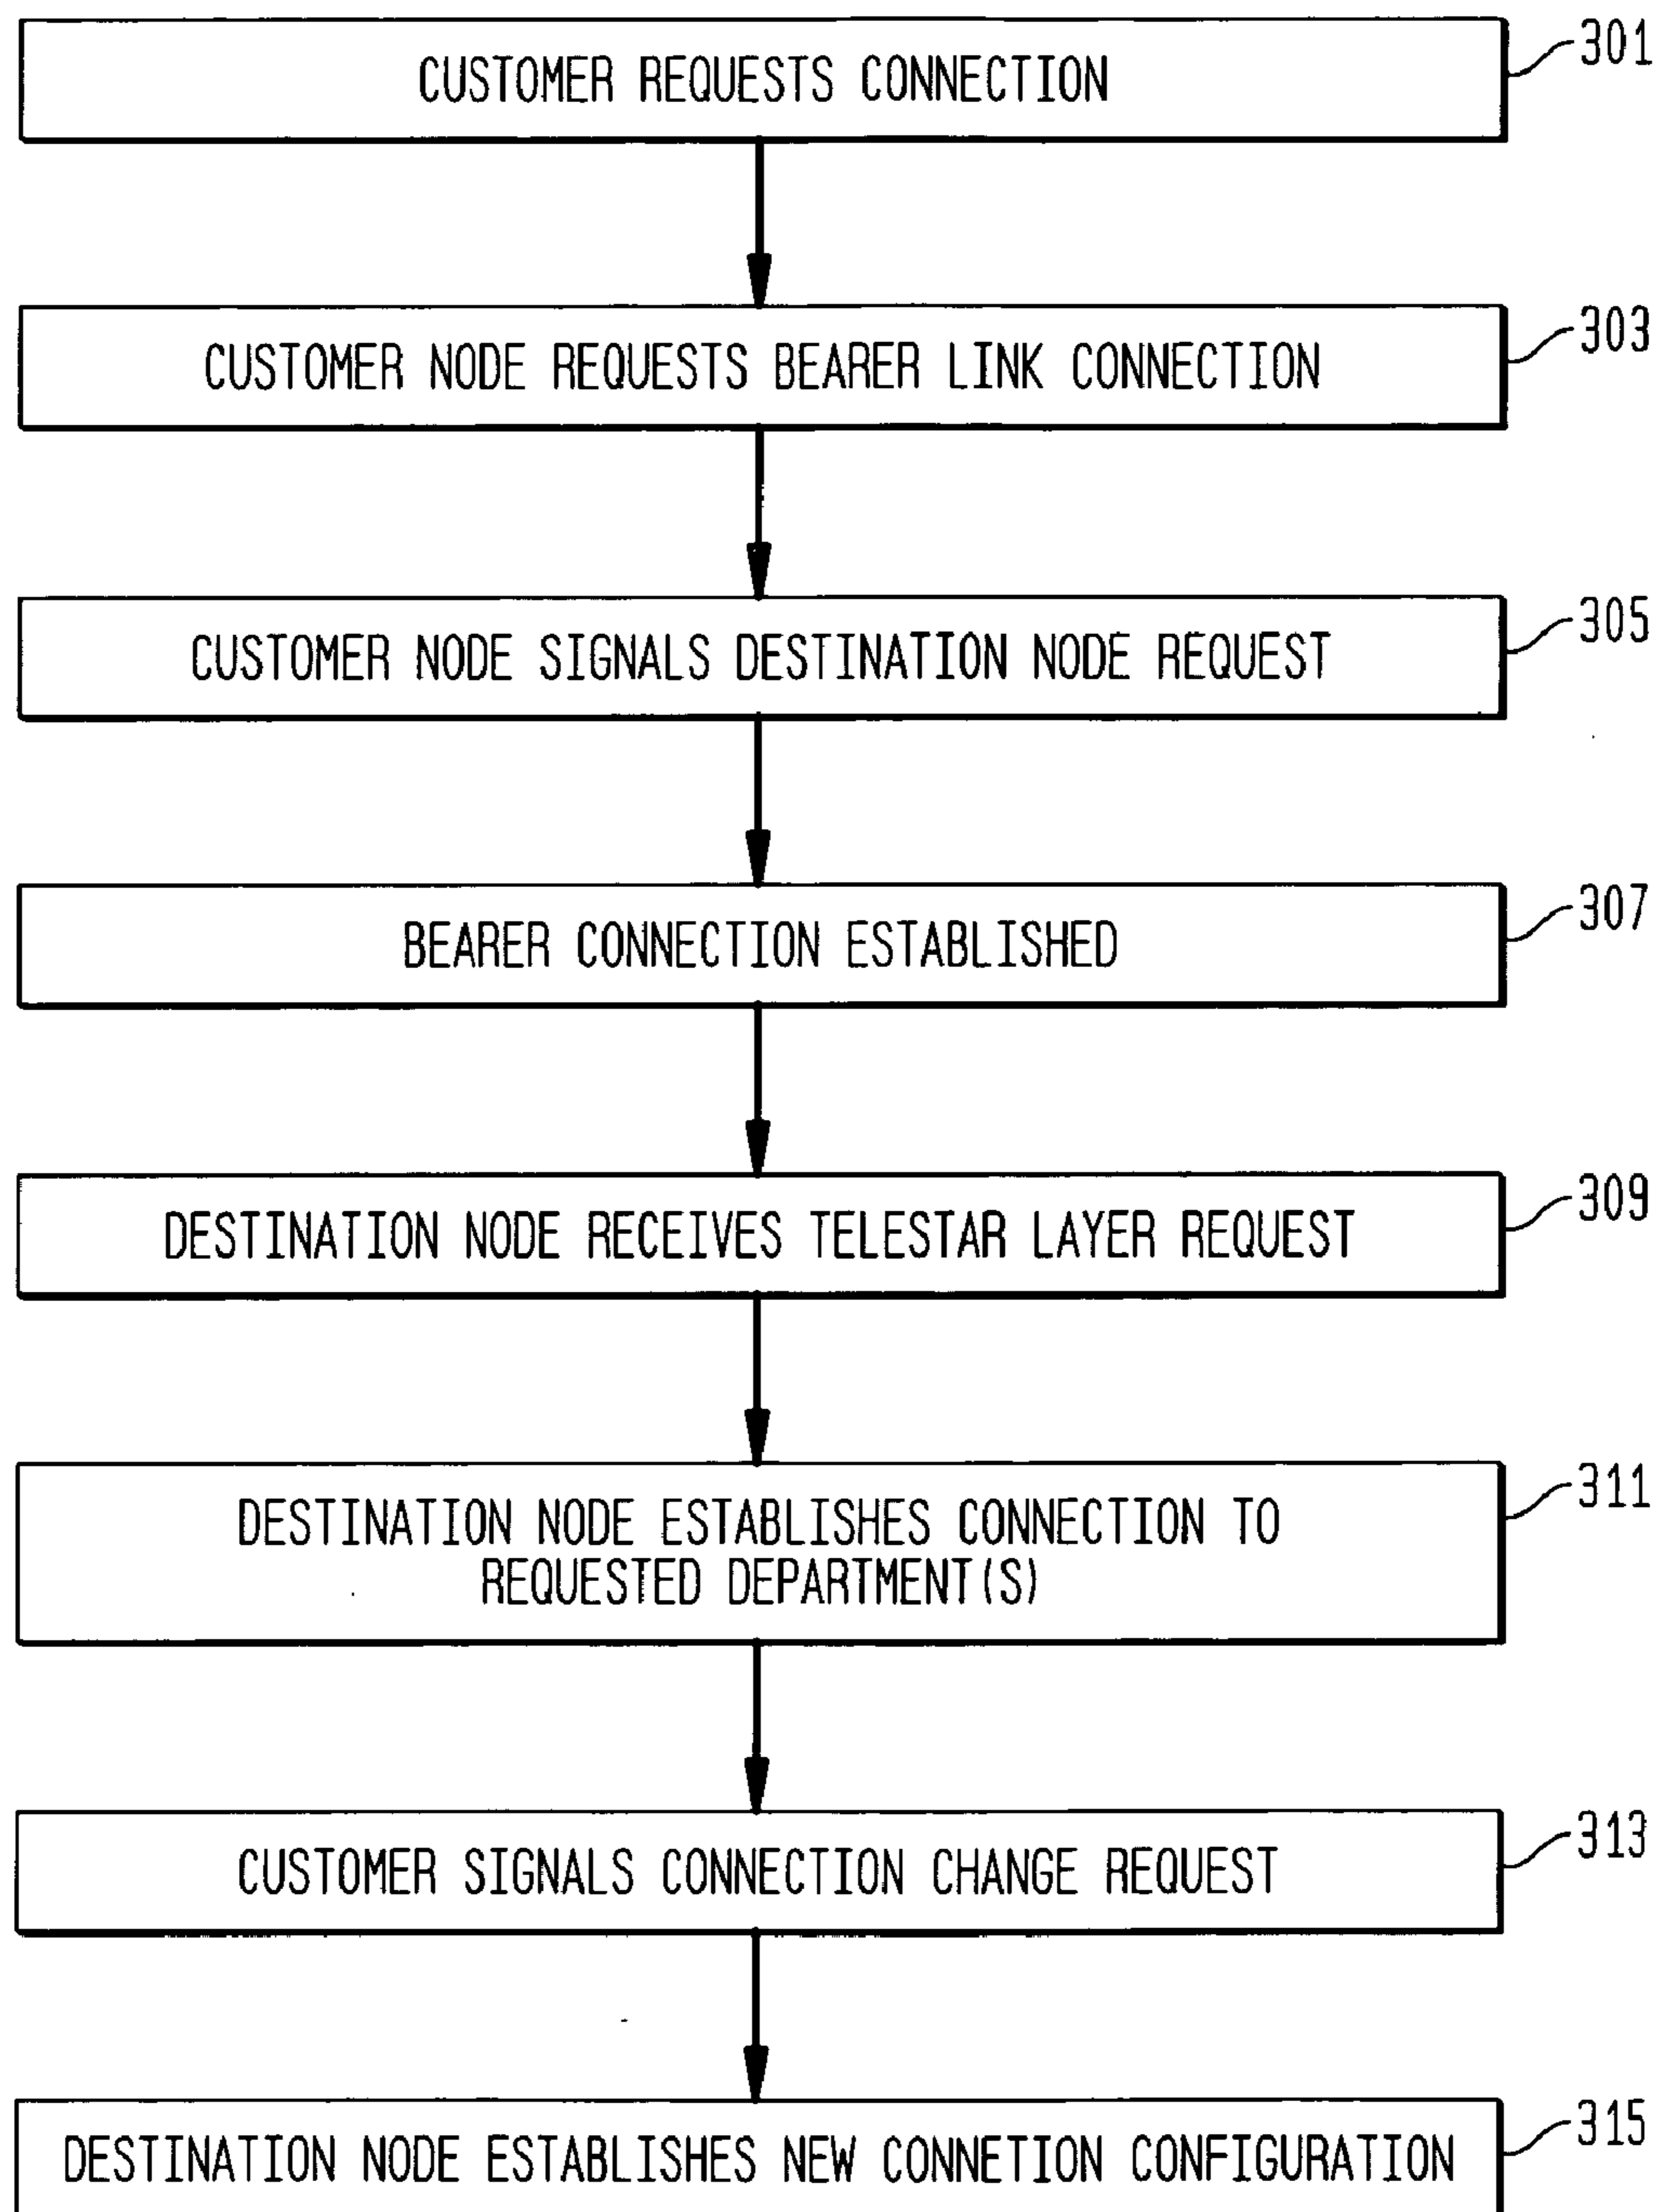 CUSTOMER REQUESTS CONNECTION
301
CUSTOMER NODE REQUESTS BEARER LINK CONNECTION
303
CUSTOMER NODE SIGNALS DESTINATION NODE REQUEST
305
BEARER CONNECTION ESTABLISHED
307
DESTINATION NODE RECEIVES TELESTAR LAYER REQUEST
309
DESTINATION NODE ESTABLISHES CONNECTION TO
REQUESTED DEPARTMENT(S)
311
CUSTOMER SIGNALS CONNECTION CHANGE REQUEST
313
DESTINATION NODE ESTABLISHES NEW CONNETION CONFIGURATION
315